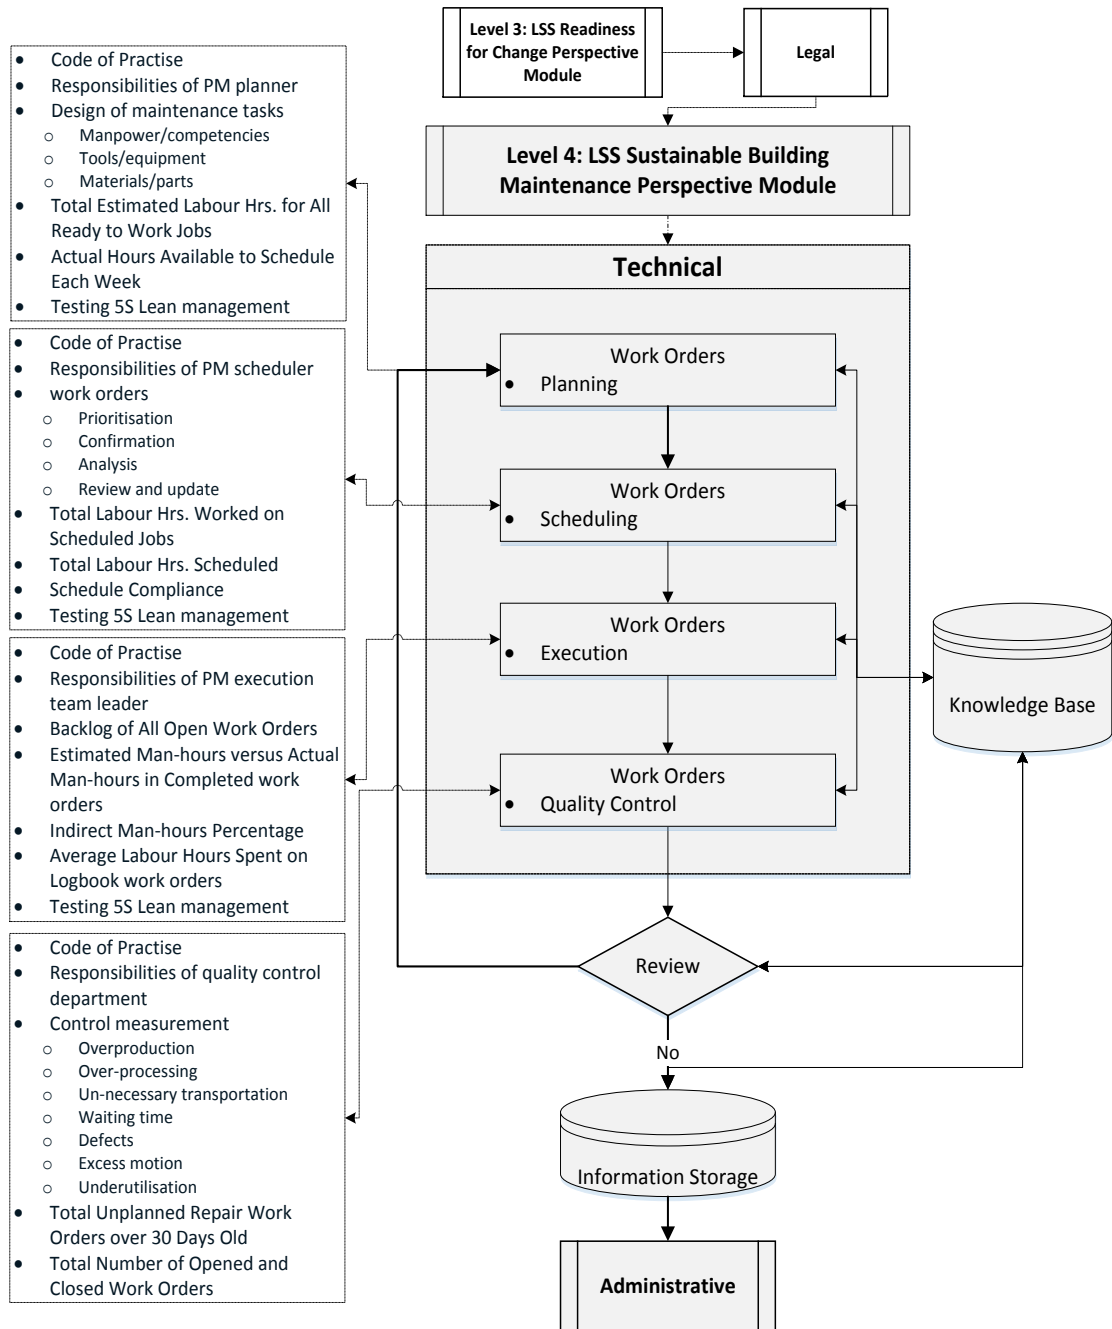 Level 3: LSS Readiness
for Change Perspective
Module
Legal
Level 4: LSS Sustainable Building
Maintenance Perspective Module
Technical
• Code of Practise
• Responsibilities of PM planner
• Design of maintenance tasks
o Manpower/competencies
o Tools/equipment
o Materials/parts
• Total Estimated Labour Hrs. for All
Ready to Work Jobs
• Actual Hours Available to Schedule
Each Week
• Testing 5S Lean management
• Code of Practise
• Responsibilities of PM scheduler
• work orders
o Prioritisation
o Confirmation
o Analysis
o Review and update
• Total Labour Hrs. Worked on
Scheduled Jobs
• Total Labour Hrs. Scheduled
• Schedule Compliance
• Testing 5S Lean management
• Code of Practise
• Responsibilities of PM execution
team leader
• Backlog of All Open Work Orders
• Estimated Man-hours versus Actual
Man-hours in Completed work
orders
• Indirect Man-hours Percentage
• Average Labour Hours Spent on
Logbook work orders
• Testing 5S Lean management
• Code of Practise
• Responsibilities of quality control
department
• Control measurement
o Overproduction
o Over-processing
o Un-necessary transportation
o Waiting time
o Defects
o Excess motion
o Underutilisation
• Total Unplanned Repair Work
Orders over 30 Days Old
• Total Number of Opened and
Closed Work Orders
Work Orders
• Planning
Work Orders
• Scheduling
Work Orders
• Execution
Work Orders
• Quality Control
Knowledge Base
Review
No
Information Storage
Administrative